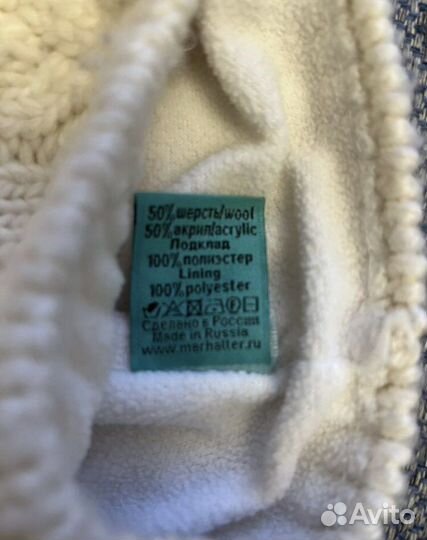 50% шерсть/wool
50% акрил/acrylic
Подклад
100% полиэстер
Lining
100% polyester
Сделано в России
Made in Russia
www.marhatter.ru
Avito